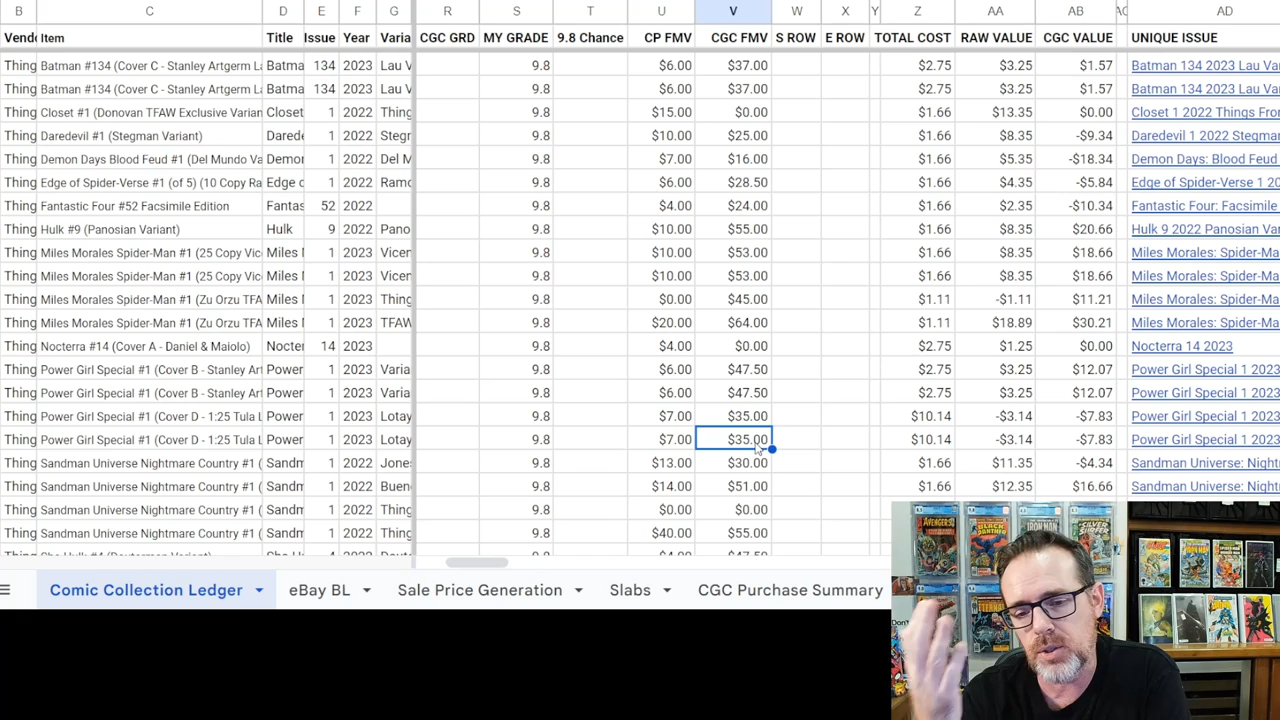 B C D E F G R S T U V W X Y Z AA AB AC AD
Vend Item Title Issue Year Varia CGC GRD MY GRADE 9.8 Chance CP FMV CGC FMV S ROW E ROW TOTAL COST RAW VALUE CGC VALUE UNIQUE ISSUE
Thing Batman #134 (Cover C - Stanley Artgerm La Batma 134 2023 Lau V 9.8 $6.00 $37.00 $2.75 $3.25 $1.57 Batman 134 2023 Lau Va
Thing Batman #134 (Cover C - Stanley Artgerm La Batma 134 2023 Lau V 9.8 $6.00 $37.00 $2.75 $3.25 $1.57 Batman 134 2023 Lau Va
Thing Closet #1 (Donovan TFAW Exclusive Varian Closet 1 2022 Thing 9.8 $15.00 $0.00 $1.66 $13.35 $0.00 Closet 1 2022 Things Fro
Thing Daredevil #1 (Stegman Variant) Darede 1 2022 Stegr 9.8 $10.00 $25.00 $1.66 $8.35 -$9.34 Daredevil 1 2022 Stegm
Thing Demon Days Blood Feud #1 (Del Mundo Va Demor 1 2022 Del M 9.8 $7.00 $16.00 $1.66 $5.35 -$18.34 Demon Days: Blood Feu
Thing Edge of Spider-Verse #1 (of 5) (10 Copy Ra Edge o 1 2022 Ramo 9.8 $6.00 $28.50 $1.66 $4.35 -$5.84 Edge of Spider-Verse 1 20
Thing Fantastic Four #52 Facsimile Edition Fantas 52 2022 9.8 $4.00 $24.00 $1.66 $2.35 -$10.34 Fantastic Four: Facsimile
Thing Hulk #9 (Panosian Variant) Hulk 9 2022 Pano 9.8 $10.00 $55.00 $1.66 $8.35 $20.66 Hulk 9 2022 Panosian Var
Thing Miles Morales Spider-Man #1 (25 Copy Vic Miles M 1 2023 Vicen 9.8 $10.00 $53.00 $1.66 $8.35 $18.66 Miles Morales: Spider-Ma
Thing Miles Morales Spider-Man #1 (25 Copy Vic Miles M 1 2023 Vicen 9.8 $10.00 $53.00 $1.66 $8.35 $18.66 Miles Morales: Spider-Ma
Thing Miles Morales Spider-Man #1 (Zu Orzu TFA Miles M 1 2023 Thing 9.8 $0.00 $45.00 $1.11 -$1.11 $11.21 Miles Morales: Spider-Ma
Thing Miles Morales Spider-Man #1 (Zu Orzu TFA Miles M 1 2023 TFAW 9.8 $20.00 $64.00 $1.11 $18.89 $30.21 Miles Morales: Spider-Ma
Thing Nocterra #14 (Cover A - Daniel & Maiolo) Nocter 14 2023 9.8 $4.00 $0.00 $2.75 $1.25 $0.00 Nocterra 14 2023
Thing Power Girl Special #1 (Cover B - Stanley Art Power 1 2023 Varia 9.8 $6.00 $47.50 $2.75 $3.25 $12.07 Power Girl Special 1 2023
Thing Power Girl Special #1 (Cover B - Stanley Art Power 1 2023 Varia 9.8 $6.00 $47.50 $2.75 $3.25 $12.07 Power Girl Special 1 2023
Thing Power Girl Special #1 (Cover D - 1:25 Tula L Power 1 2023 Lotay 9.8 $7.00 $35.00 $10.14 -$3.14 -$7.83 Power Girl Special 1 2023
Thing Power Girl Special #1 (Cover D - 1:25 Tula L Power 1 2023 Lotay 9.8 $7.00 $35.00 $10.14 -$3.14 -$7.83 Power Girl Special 1 2023
Thing Sandman Universe Nightmare Country #1 ( Sandm 1 2022 Jones 9.8 $13.00 $30.00 $1.66 $11.35 -$4.34 Sandman Universe: Night
Thing Sandman Universe Nightmare Country #1 ( Sandm 1 2022 Buen 9.8 $14.00 $51.00 $1.66 $12.35 $16.66 Sandman Universe: Night
Thing Sandman Universe Nightmare Country #1 ( Sandm 1 2022 Thing 9.8 $0.00 $0.00
Thing Sandman Universe Nightmare Country #1 ( Sandm 1 2022 Thing 9.8 $40.00 $55.00
Comic Collection Ledger eBay BL Sale Price Generation Slabs CGC Purchase Summary
AVENGERS BLACK PANTHER IRON MAN SILVER SURFER
ETERNALS
Don't